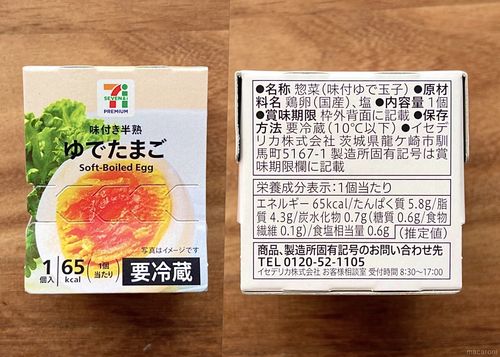 7
SEVEN & i
PREMIUM
味付き半熟
ゆでたまご
Soft-Boiled Egg
写真はイメージです
1個入
65kcal
1個当たり
要冷蔵
●名称 惣菜(味付ゆで玉子) ●原材
料名 鶏卵(国産)、塩 ●内容量 1個
●賞味期限 枠外背面に記載 ●保存
方法 要冷蔵(10℃以下) ●イセデ
リカ株式会社 茨城県龍ケ崎市馴
馬町5167-1 製造所固有記号は賞
味期限欄に記載
栄養成分表示:1個当たり
エネルギー 65kcal/たんぱく質 5.8g/脂
質 4.3g/炭水化物 0.7g(糖質 0.6g/食物
繊維 0.1g)/食塩相当量 0.6g (推定値)
商品、製造所固有記号のお問い合わせ先
TEL 0120-52-1105
イセデリカ株式会社 お客様相談室 受付時間 8:30〜17:00
macaroni